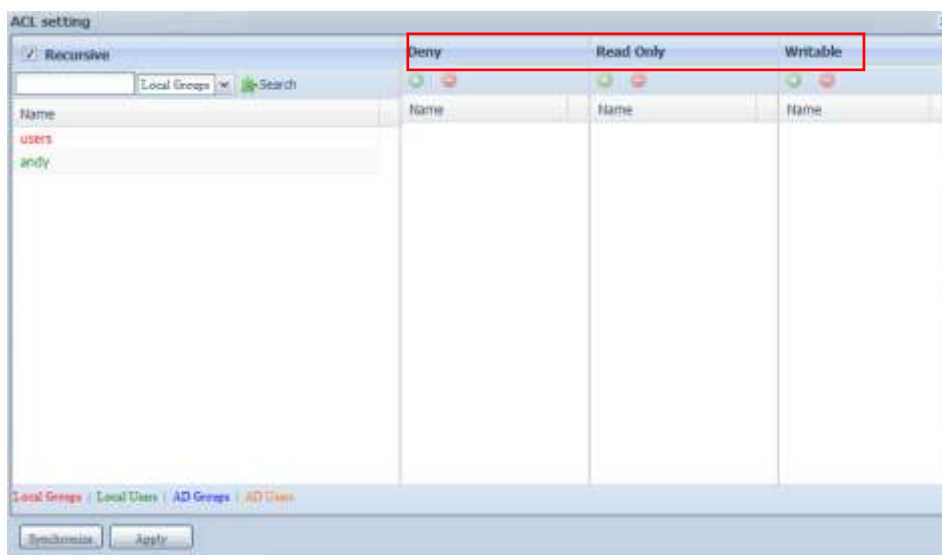 ACL setting
Recursive Deny Read Only Writable
Local Groups Search
Name Name Name Name
users
andy
Local Groups | Local Users | AD Groups | AD Users
Synchronize Apply